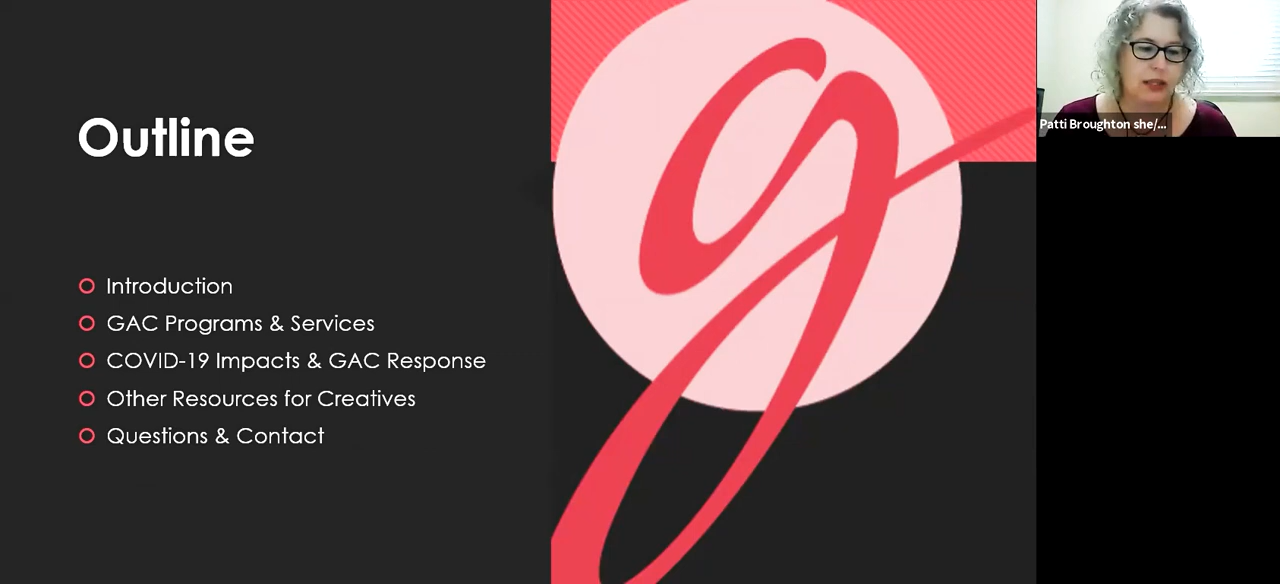 Outline
Introduction
GAC Programs & Services
COVID-19 Impacts & GAC Response
Other Resources for Creatives
Questions & Contact
g
Patti Broughton she/...